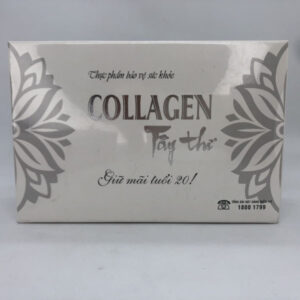 Thực phẩm bảo vệ sức khỏe
COLLAGEN
Tây thi
Giữ mãi tuổi 20!
1800 1799